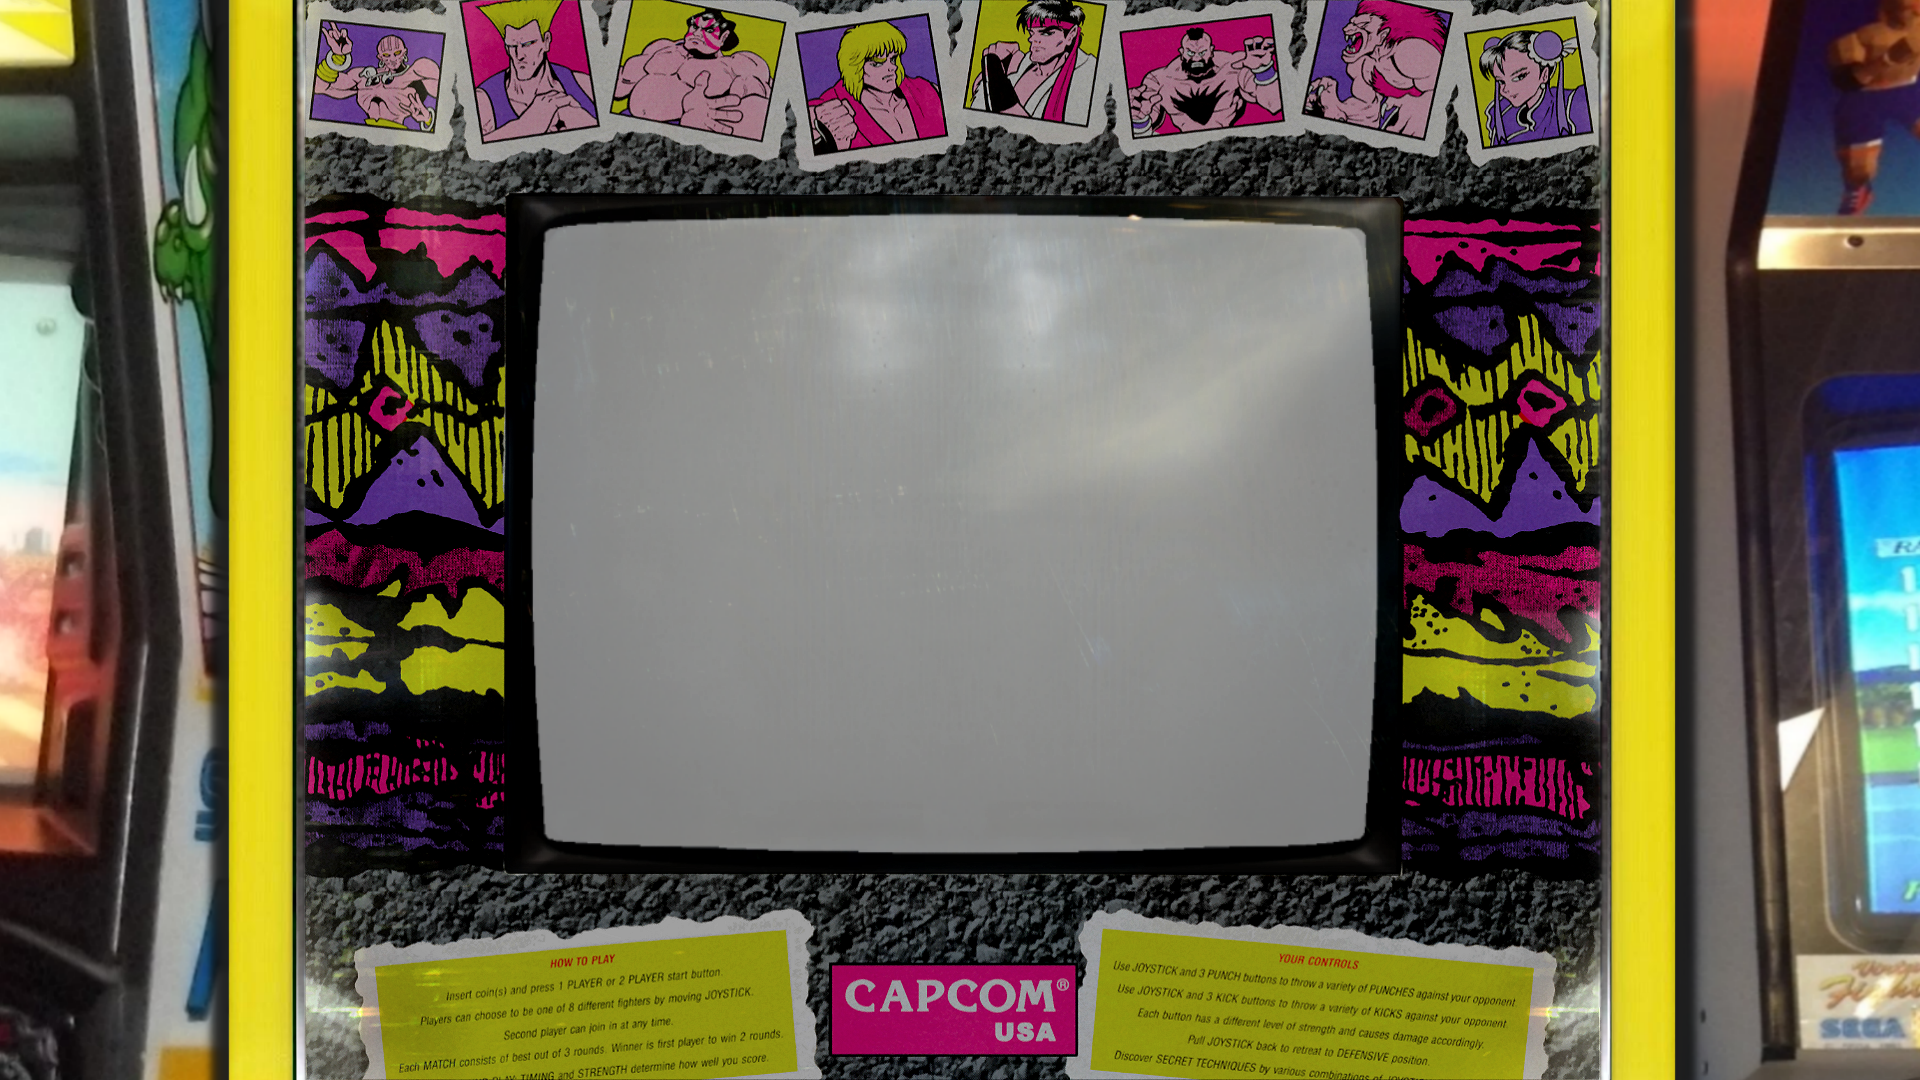 HOW TO PLAY
Insert coin(s) and press 1 PLAYER or 2 PLAYER start button.
Players can choose to be one of 8 different fighters by moving JOYSTICK.
Second player can join in at any time.
Each MATCH consists of best out of 3 rounds. Winner is first player to win 2 rounds.
PLAY: TIMING and STRENGTH determine how well you score.
CAPCOM®
USA
YOUR CONTROLS
Use JOYSTICK and 3 PUNCH buttons to throw a variety of PUNCHES against your opponent.
Use JOYSTICK and 3 KICK buttons to throw a variety of KICKS against your opponent.
Each button has a different level of strength and causes damage accordingly.
Pull JOYSTICK back to retreat to DEFENSIVE position.
Discover SECRET TECHNIQUES by various combinations of
SEGA